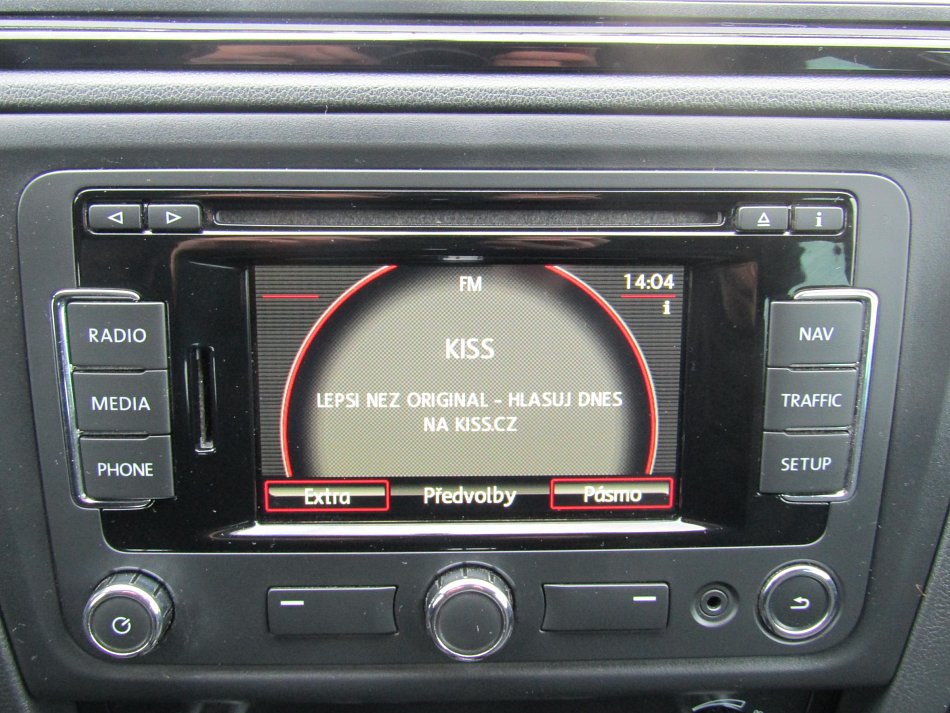 i
FM
14:04
i
RADIO
KISS
NAV
MEDIA
LEPSI NEZ ORIGINAL - HLASUJ DNES
NA KISS.CZ
TRAFFIC
PHONE
SETUP
Extra
Předvolby
Pásmo